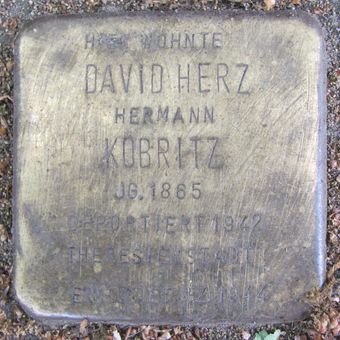 HIER WOHNTE
DAVID HERZ
HERMANN
KOBRITZ
JG. 1865
DEPORTIERT 1942
THERESIENSTADT